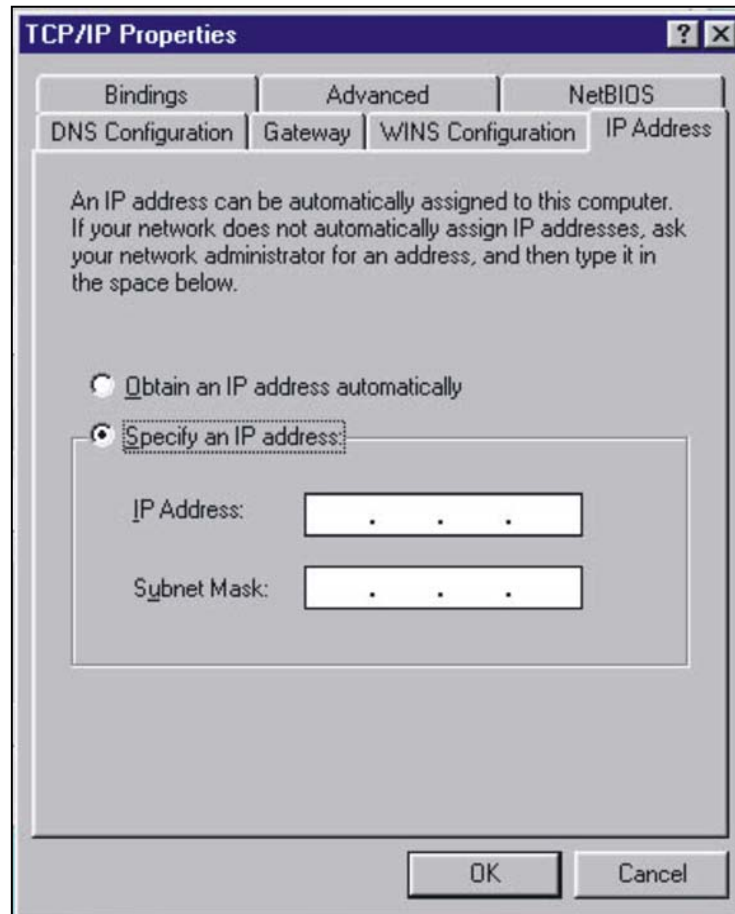 TCP/IP Properties
Bindings
Advanced
NetBIOS
DNS Configuration
Gateway
WINS Configuration
IP Address
An IP address can be automatically assigned to this computer.
If your network does not automatically assign IP addresses, ask
your network administrator for an address, and then type it in
the space below.
Obtain an IP address automatically
Specify an IP address:
IP Address: . . .
Subnet Mask: . . .
OK
Cancel